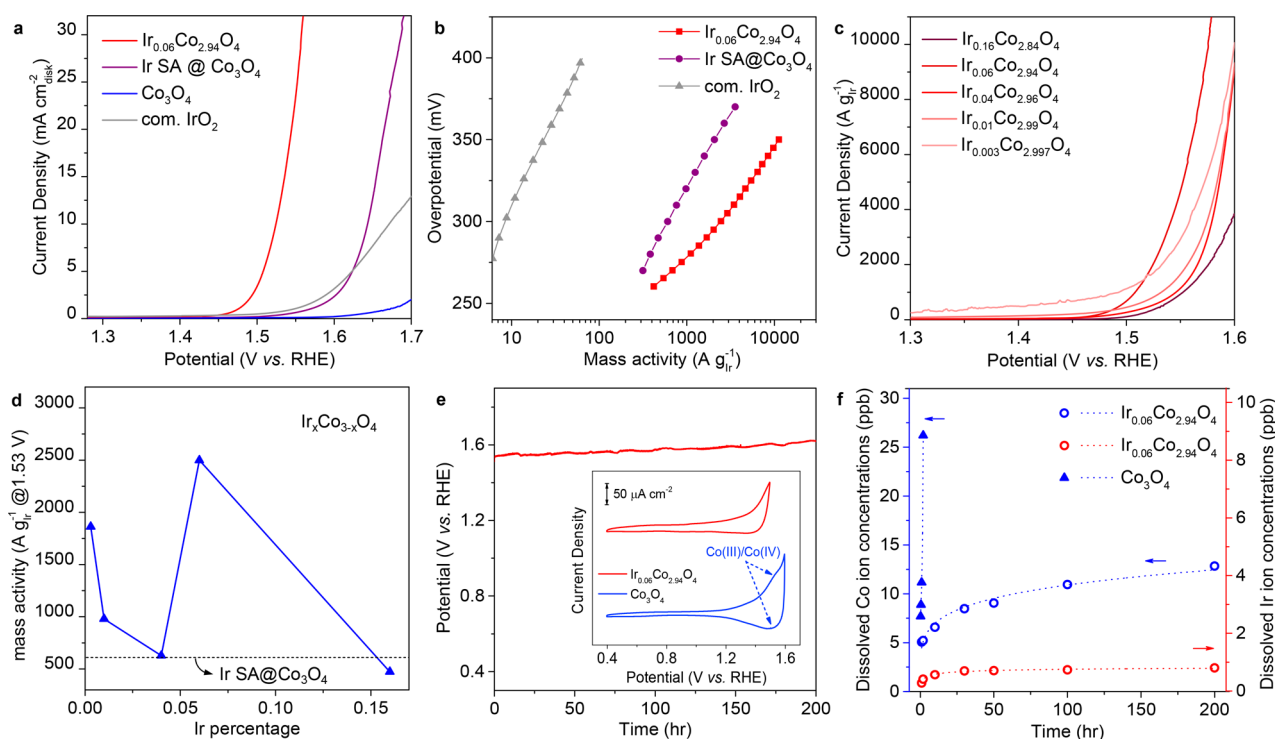 a
Current Density (mA cm⁻²disk)
30
25
20
15
10
5
0
Ir0.06Co2.94O4
Ir SA @ Co3O4
Co3O4
com. IrO2
1.3 1.4 1.5 1.6 1.7
Potential (V vs. RHE)
b
Overpotential (mV)
400
350
300
250
Ir0.06Co2.94O4
Ir SA@Co3O4
com. IrO2
10 100 1000 10000
Mass activity (A g⁻¹Ir)
c
Current Density (A g⁻¹Ir)
10000
8000
6000
4000
2000
0
Ir0.16Co2.84O4
Ir0.06Co2.94O4
Ir0.04Co2.96O4
Ir0.01Co2.99O4
Ir0.003Co2.997O4
1.3 1.4 1.5 1.6
Potential (V vs. RHE)
d
mass activity (A g⁻¹Ir @1.53 V)
3000
2500
2000
1500
1000
500
IrxCo3-xO4
Ir SA@Co3O4
0.00 0.05 0.10 0.15
Ir percentage
e
Potential (V vs. RHE)
1.8
1.6
1.2
0.9
0.6
0.3
50 μA cm⁻²
Current Density
Co(III)/Co(IV)
Ir0.06Co2.94O4
Co3O4
0.4 0.6 0.8 1.0 1.2 1.4 1.6
Potential (V vs. RHE)
0 50 100 150 200
Time (hr)
f
Dissolved Co ion concentrations (ppb)
30
25
20
15
10
5
0
Ir0.06Co2.94O4
Ir0.06Co2.94O4
Co3O4
10
8
6
4
2
0
Dissolved Ir ion concentrations (ppb)
0 50 100 150 200
Time (hr)